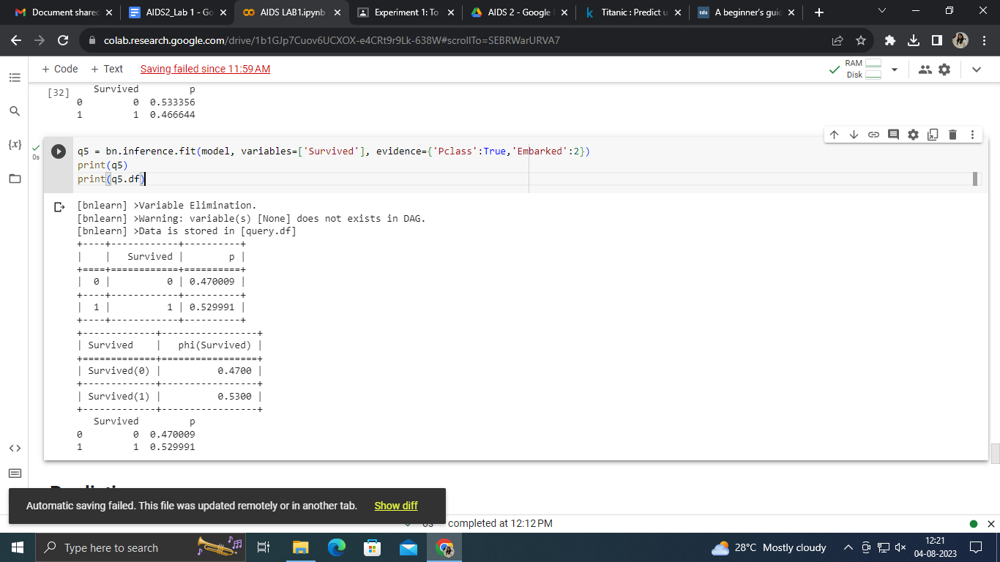 Document shared
AIDS2_Lab 1 - Go
AIDS LAB1.ipynb
Experiment 1: To
AIDS 2 - Google
Titanic : Predict u
tds A beginner's guid
colab.research.google.com/drive/1b1GJp7Cuov6UCXOX-e4CRt9r9Lk-638W#scrollTo=SEBRWarURVA7
+ Code + Text Saving failed since 11:59 AM
RAM
Disk
[32]
Survived p
0 0 0.533356
1 1 0.466644
{x}
0s
q5 = bn.inference.fit(model, variables=['Survived'], evidence={'Pclass':True,'Embarked':2})
print(q5)
print(q5.df)
[bnlearn] >Variable Elimination.
[bnlearn] >Warning: variable(s) [None] does not exists in DAG.
[bnlearn] >Data is stored in [query.df]
+----+------------+----------+
|    |   Survived |        p |
+====+============+==========+
|  0 |          0 | 0.470009 |
+----+------------+----------+
|  1 |          1 | 0.529991 |
+----+------------+----------+
+-------------+-----------------+
| Survived    |   phi(Survived) |
+=============+=================+
| Survived(0) |          0.4700 |
+-------------+-----------------+
| Survived(1) |          0.5300 |
+-------------+-----------------+
Survived p
0 0 0.470009
1 1 0.529991
Automatic saving failed. This file was updated remotely or in another tab. Show diff
0s completed at 12:12 PM
Type here to search
28°C Mostly cloudy
12:21
04-08-2023